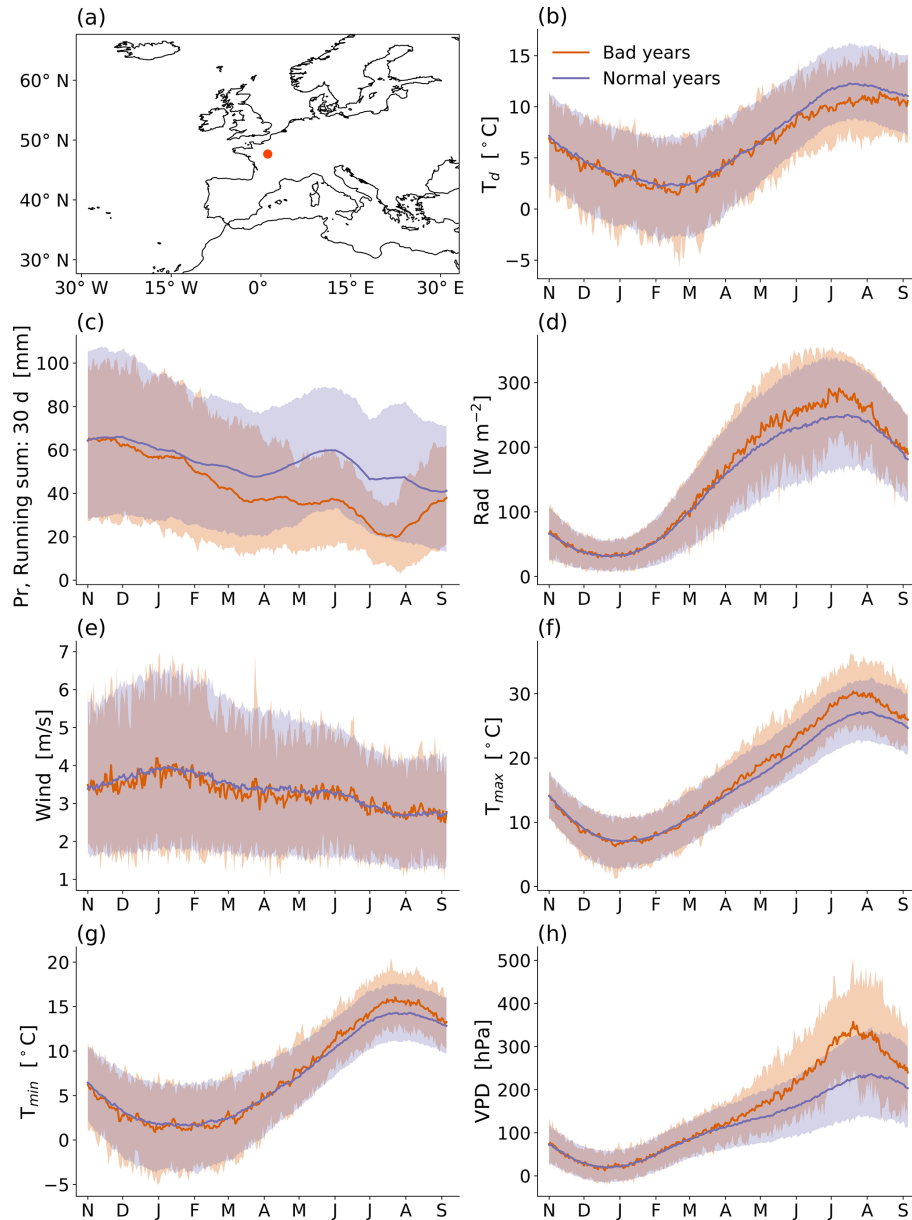 (a)
60° N
50° N
40° N
30° N
30° W
15° W
0°
15° E
30° E
(b)
T_d [°C]
15
10
5
0
−5
Bad years
Normal years
N D J F M A M J J A S
(c)
Pr, Running sum: 30 d [mm]
100
80
60
40
20
0
N D J F M A M J J A S
(d)
Rad [W m⁻²]
300
200
100
0
N D J F M A M J J A S
(e)
Wind [m/s]
7
6
5
4
3
2
1
N D J F M A M J J A S
(f)
T_max [°C]
30
20
10
0
N D J F M A M J J A S
(g)
T_min [°C]
20
15
10
5
0
−5
N D J F M A M J J A S
(h)
VPD [hPa]
500
400
300
200
100
0
N D J F M A M J J A S